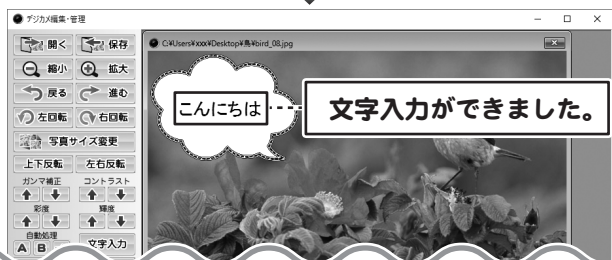 デジカメ編集・管理
C:¥Users¥xxx¥Desktop¥鳥¥bird_08.jpg
開く 保存
縮小 拡大
戻る 進む
左回転 右回転
写真サイズ変更
上下反転 左右反転
ガンマ補正 コントラスト
彩度 輝度
自動処理
A B
文字入力
こんにちは
文字入力ができました。